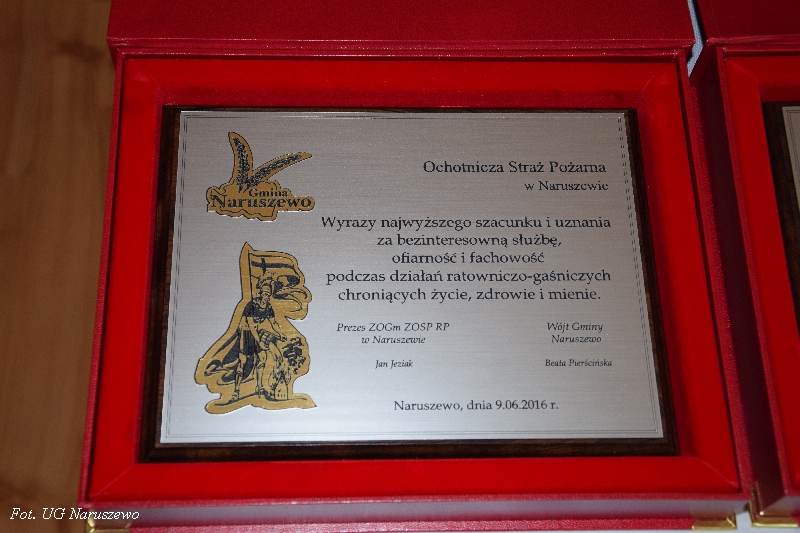 Gmina
Naruszewo
Ochotnicza Straż Pożarna
w Naruszewie
Wyrazy najwyższego szacunku i uznania
za bezinteresowną służbę,
ofiarność i fachowość
podczas działań ratowniczo-gaśniczych
chroniących życie, zdrowie i mienie.
Prezes ZOGm ZOSP RP
w Naruszewie
Jan Jeziak
Wójt Gminy
Naruszewo
Beata Pierścińska
Naruszewo, dnia 9.06.2016 r.
Fot. UG Naruszewo